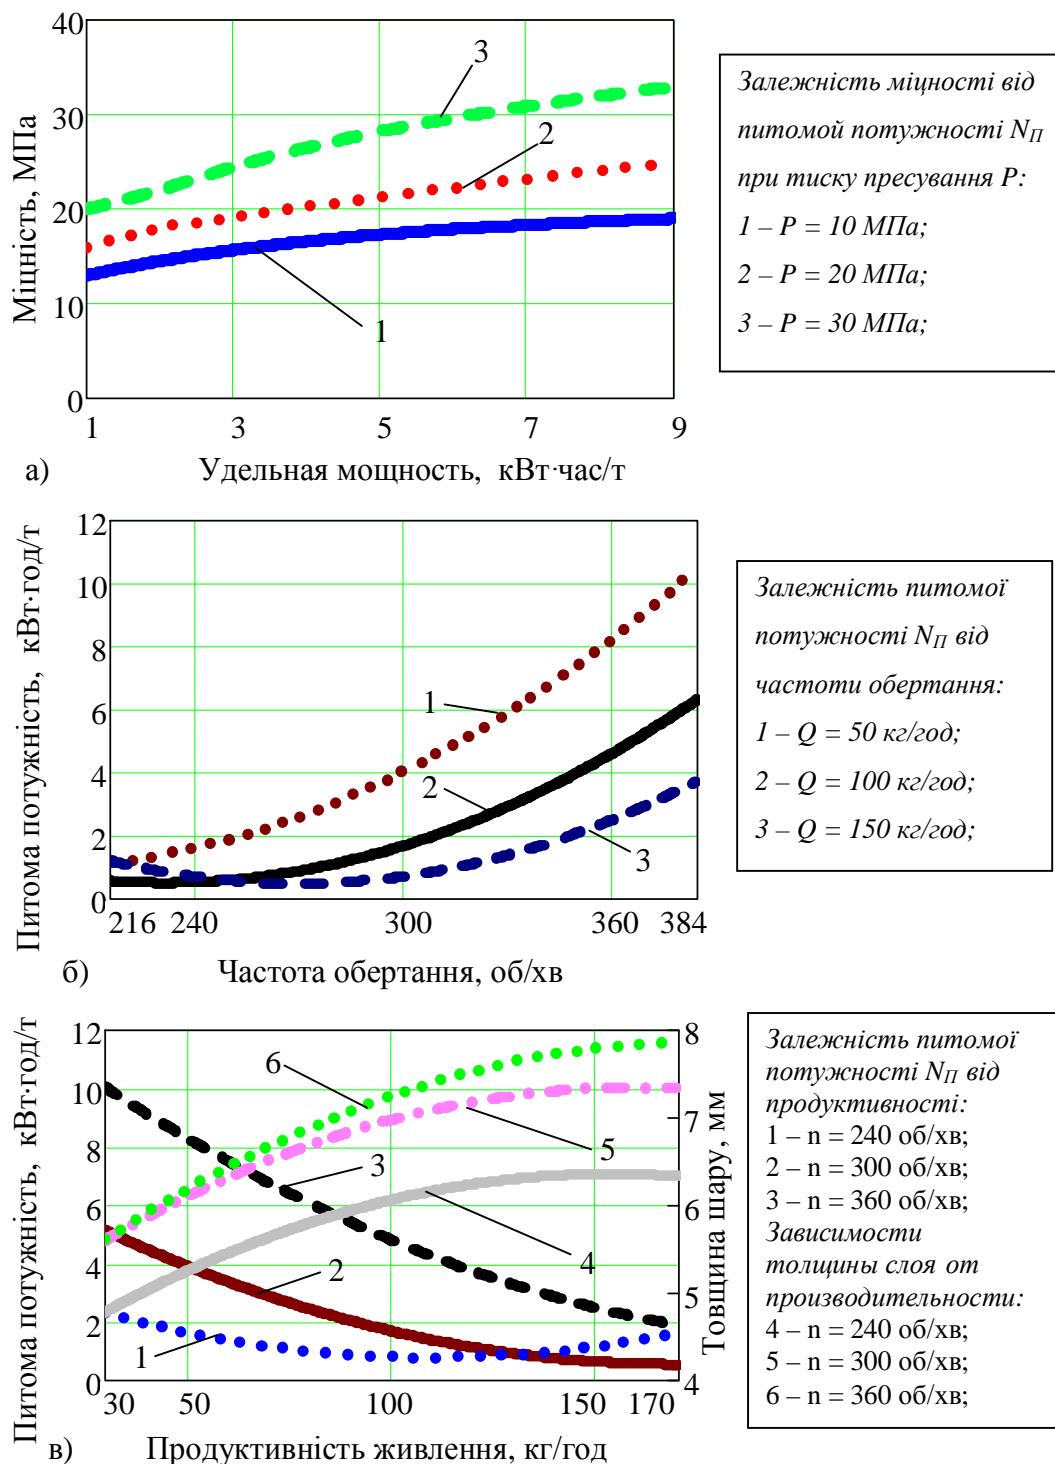 40
30
20
10
0
Міцність, МПа
3
2
1
1 3 5 7 9
а) Удельная мощность, кВт·час/т
Залежність міцності від
питомой потужності NП
при тиску пресування Р:
1 – Р = 10 МПа;
2 – Р = 20 МПа;
3 – Р = 30 МПа;
12
10
8
6
4
2
0
Питома потужність, кВт·год/т
1
2
3
216 240 300 360 384
б) Частота обертання, об/хв
Залежність питомої
потужності NП від
частоти обертання:
1 – Q = 50 кг/год;
2 – Q = 100 кг/год;
3 – Q = 150 кг/год;
12
10
8
6
4
2
0
Питома потужність, кВт·год/т
6
3
5
4
2
1
8
7
6
5
4
Товщина шару, мм
30 50 100 150 170
в) Продуктивність живлення, кг/год
Залежність питомої
потужності NП від
продуктивності:
1 – n = 240 об/хв;
2 – n = 300 об/хв;
3 – n = 360 об/хв;
Зависимости
толщины слоя от
производительности:
4 – n = 240 об/хв;
5 – n = 300 об/хв;
6 – n = 360 об/хв;